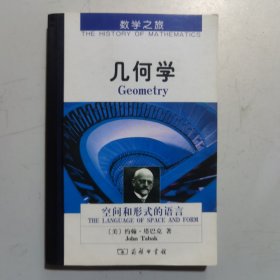 数学之旅
THE HISTORY OF MATHEMATICS
几何学
Geometry
空间和形式的语言
THE LANGUAGE OF SPACE AND FORM
〔美〕约翰·塔巴克 著
John Tabak
商务印书馆